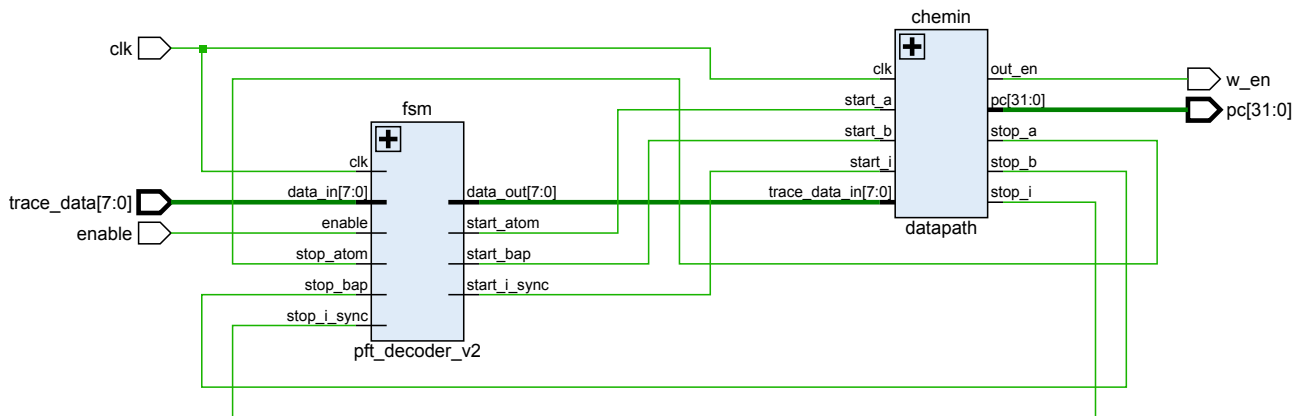 chemin
clk
clk
out_en
w_en
start_a
pc[31:0]
pc[31:0]
fsm
start_b
stop_a
clk
start_i
stop_b
trace_data[7:0]
data_in[7:0]
data_out[7:0]
trace_data_in[7:0]
stop_i
enable
enable
start_atom
datapath
stop_atom
start_bap
stop_bap
start_i_sync
stop_i_sync
pft_decoder_v2